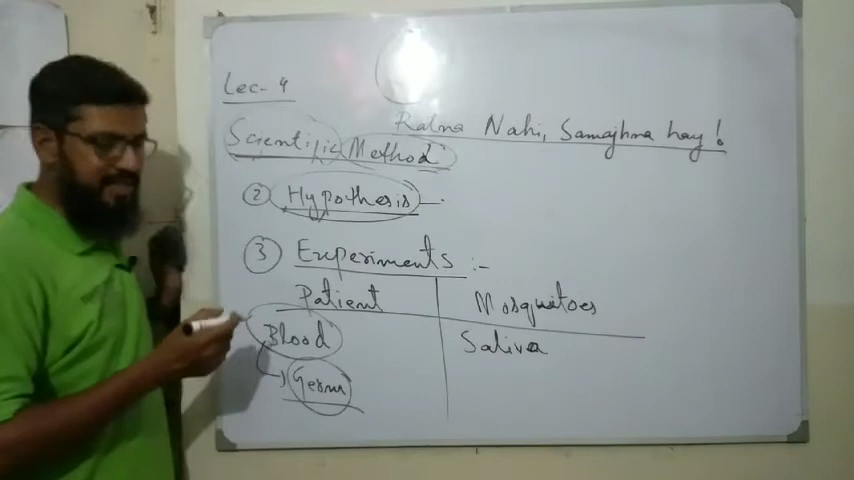 Lec-4
Ratna Nahi, Samajhna hay!
Scientific Method
② Hypothesis -.
③ Experiments :-
Patient Mosquitoes
Blood Saliva
Germ